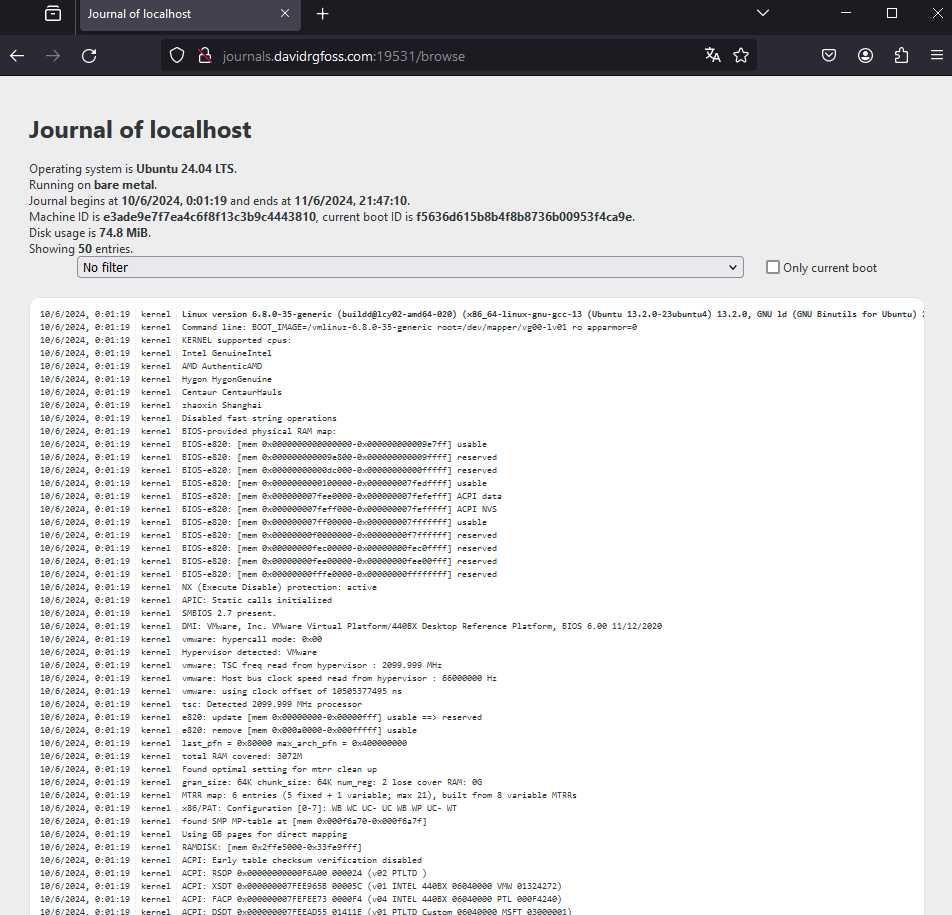 Journal of localhost
journals.davidrgfoss.com:19531/browse
Journal of localhost
Operating system is Ubuntu 24.04 LTS.
Running on bare metal.
Journal begins at 10/6/2024, 0:01:19 and ends at 11/6/2024, 21:47:10.
Machine ID is e3ade9e7f7ea4c6f8f13c3b9c4443810, current boot ID is f5636d615b8b4f8b8736b00953f4ca9e.
Disk usage is 74.8 MiB.
Showing 50 entries.
No filter Only current boot
10/6/2024, 0:01:19 kernel Linux version 6.8.0-35-generic (buildd@lcy02-amd64-020) (x86_64-linux-gnu-gcc-13 (Ubuntu 13.2.0-23ubuntu4) 13.2.0, GNU ld (GNU Binutils for Ubuntu)
10/6/2024, 0:01:19 kernel Command line: BOOT_IMAGE=/vmlinuz-6.8.0-35-generic root=/dev/mapper/vg00-lv01 ro apparmor=0
10/6/2024, 0:01:19 kernel KERNEL supported cpus:
10/6/2024, 0:01:19 kernel Intel GenuineIntel
10/6/2024, 0:01:19 kernel AMD AuthenticAMD
10/6/2024, 0:01:19 kernel Hygon HygonGenuine
10/6/2024, 0:01:19 kernel Centaur CentaurHauls
10/6/2024, 0:01:19 kernel zhaoxin Shanghai
10/6/2024, 0:01:19 kernel Disabled fast string operations
10/6/2024, 0:01:19 kernel BIOS-provided physical RAM map:
10/6/2024, 0:01:19 kernel BIOS-e820: [mem 0x0000000000000000-0x000000000009e7ff] usable
10/6/2024, 0:01:19 kernel BIOS-e820: [mem 0x000000000009e800-0x000000000009ffff] reserved
10/6/2024, 0:01:19 kernel BIOS-e820: [mem 0x00000000000dc000-0x00000000000fffff] reserved
10/6/2024, 0:01:19 kernel BIOS-e820: [mem 0x0000000000100000-0x000000007fedffff] usable
10/6/2024, 0:01:19 kernel BIOS-e820: [mem 0x000000007fee0000-0x000000007fefefff] ACPI data
10/6/2024, 0:01:19 kernel BIOS-e820: [mem 0x000000007feff000-0x000000007fefffff] ACPI NVS
10/6/2024, 0:01:19 kernel BIOS-e820: [mem 0x000000007ff00000-0x000000007fffffff] usable
10/6/2024, 0:01:19 kernel BIOS-e820: [mem 0x00000000f0000000-0x00000000f7ffffff] reserved
10/6/2024, 0:01:19 kernel BIOS-e820: [mem 0x00000000fec00000-0x00000000fec0ffff] reserved
10/6/2024, 0:01:19 kernel BIOS-e820: [mem 0x00000000fee00000-0x00000000fee00fff] reserved
10/6/2024, 0:01:19 kernel BIOS-e820: [mem 0x00000000fffe0000-0x00000000ffffffff] reserved
10/6/2024, 0:01:19 kernel NX (Execute Disable) protection: active
10/6/2024, 0:01:19 kernel APIC: Static calls initialized
10/6/2024, 0:01:19 kernel SMBIOS 2.7 present.
10/6/2024, 0:01:19 kernel DMI: VMware, Inc. VMware Virtual Platform/440BX Desktop Reference Platform, BIOS 6.00 11/12/2020
10/6/2024, 0:01:19 kernel vmware: hypercall mode: 0x00
10/6/2024, 0:01:19 kernel Hypervisor detected: VMware
10/6/2024, 0:01:19 kernel vmware: TSC freq read from hypervisor : 2099.999 MHz
10/6/2024, 0:01:19 kernel vmware: Host bus clock speed read from hypervisor : 66000000 Hz
10/6/2024, 0:01:19 kernel vmware: using clock offset of 10505377495 ns
10/6/2024, 0:01:19 kernel tsc: Detected 2099.999 MHz processor
10/6/2024, 0:01:19 kernel e820: update [mem 0x00000000-0x00000fff] usable ==> reserved
10/6/2024, 0:01:19 kernel e820: remove [mem 0x000a0000-0x000fffff] usable
10/6/2024, 0:01:19 kernel last_pfn = 0x80000 max_arch_pfn = 0x400000000
10/6/2024, 0:01:19 kernel total RAM covered: 3072M
10/6/2024, 0:01:19 kernel Found optimal setting for mtrr clean up
10/6/2024, 0:01:19 kernel gran_size: 64K chunk_size: 64K num_reg: 2 lose cover RAM: 0G
10/6/2024, 0:01:19 kernel MTRR map: 6 entries (5 fixed + 1 variable; max 21), built from 8 variable MTRRs
10/6/2024, 0:01:19 kernel x86/PAT: Configuration [0-7]: WB WC UC- UC WB WP UC- WT
10/6/2024, 0:01:19 kernel found SMP MP-table at [mem 0x000f6a70-0x000f6a7f]
10/6/2024, 0:01:19 kernel Using GB pages for direct mapping
10/6/2024, 0:01:19 kernel RAMDISK: [mem 0x2ffe5000-0x33fe9fff]
10/6/2024, 0:01:19 kernel ACPI: Early table checksum verification disabled
10/6/2024, 0:01:19 kernel ACPI: RSDP 0x00000000000F6A00 000024 (v02 PTLTD )
10/6/2024, 0:01:19 kernel ACPI: XSDT 0x000000007FEE965B 00005C (v01 INTEL 440BX 06040000 VMW 01324272)
10/6/2024, 0:01:19 kernel ACPI: FACP 0x000000007FEFEE73 0000F4 (v04 INTEL 440BX 06040000 PTL 000F4240)
10/6/2024, 0:01:19 kernel ACPI: DSDT 0x000000007FEEAD55 01411E (v01 PTLTD Custom 06040000 MSFT 03000001)